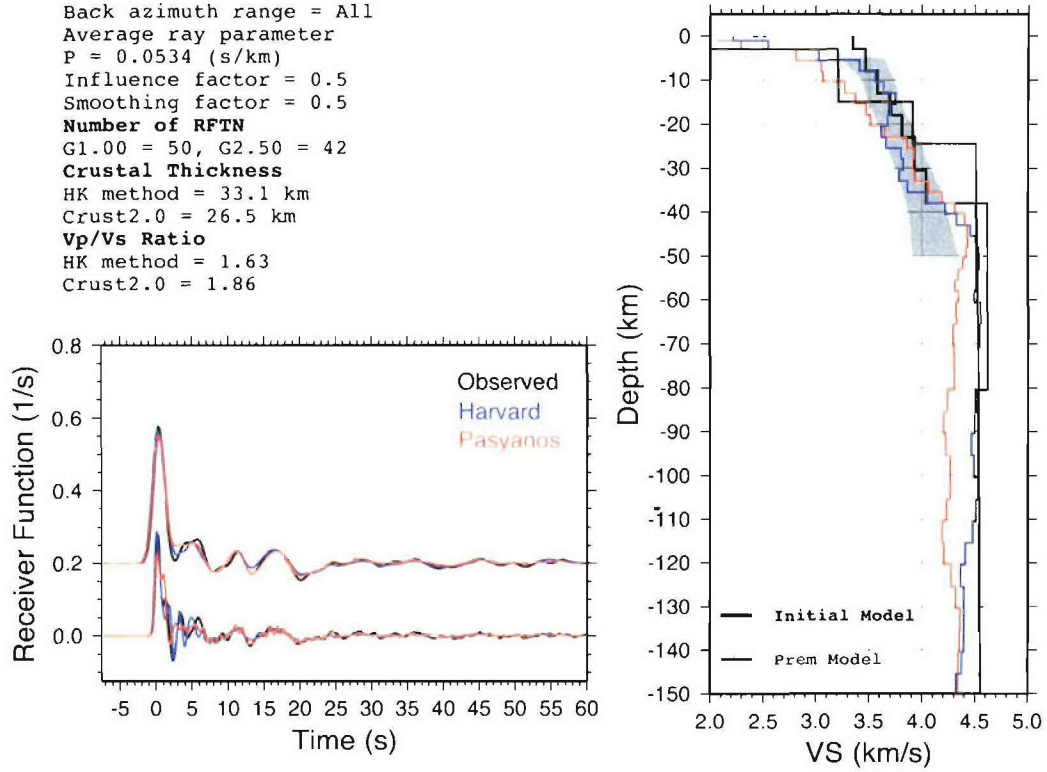 Back azimuth range = All
Average ray parameter
P = 0.0534 (s/km)
Influence factor = 0.5
Smoothing factor = 0.5
Number of RFTN
G1.00 = 50, G2.50 = 42
Crustal Thickness
HK method = 33.1 km
Crust2.0 = 26.5 km
Vp/Vs Ratio
HK method = 1.63
Crust2.0 = 1.86
Receiver Function (1/s)
0.8
0.6
0.4
0.2
0.0
Observed
Harvard
Pasyanos
-5 0 5 10 15 20 25 30 35 40 45 50 55 60
Time (s)
Depth (km)
0
-10
-20
-30
-40
-50
-60
-70
-80
-90
-100
-110
-120
-130
-140
-150
Initial Model
Prem Model
2.0 2.5 3.0 3.5 4.0 4.5 5.0
VS (km/s)